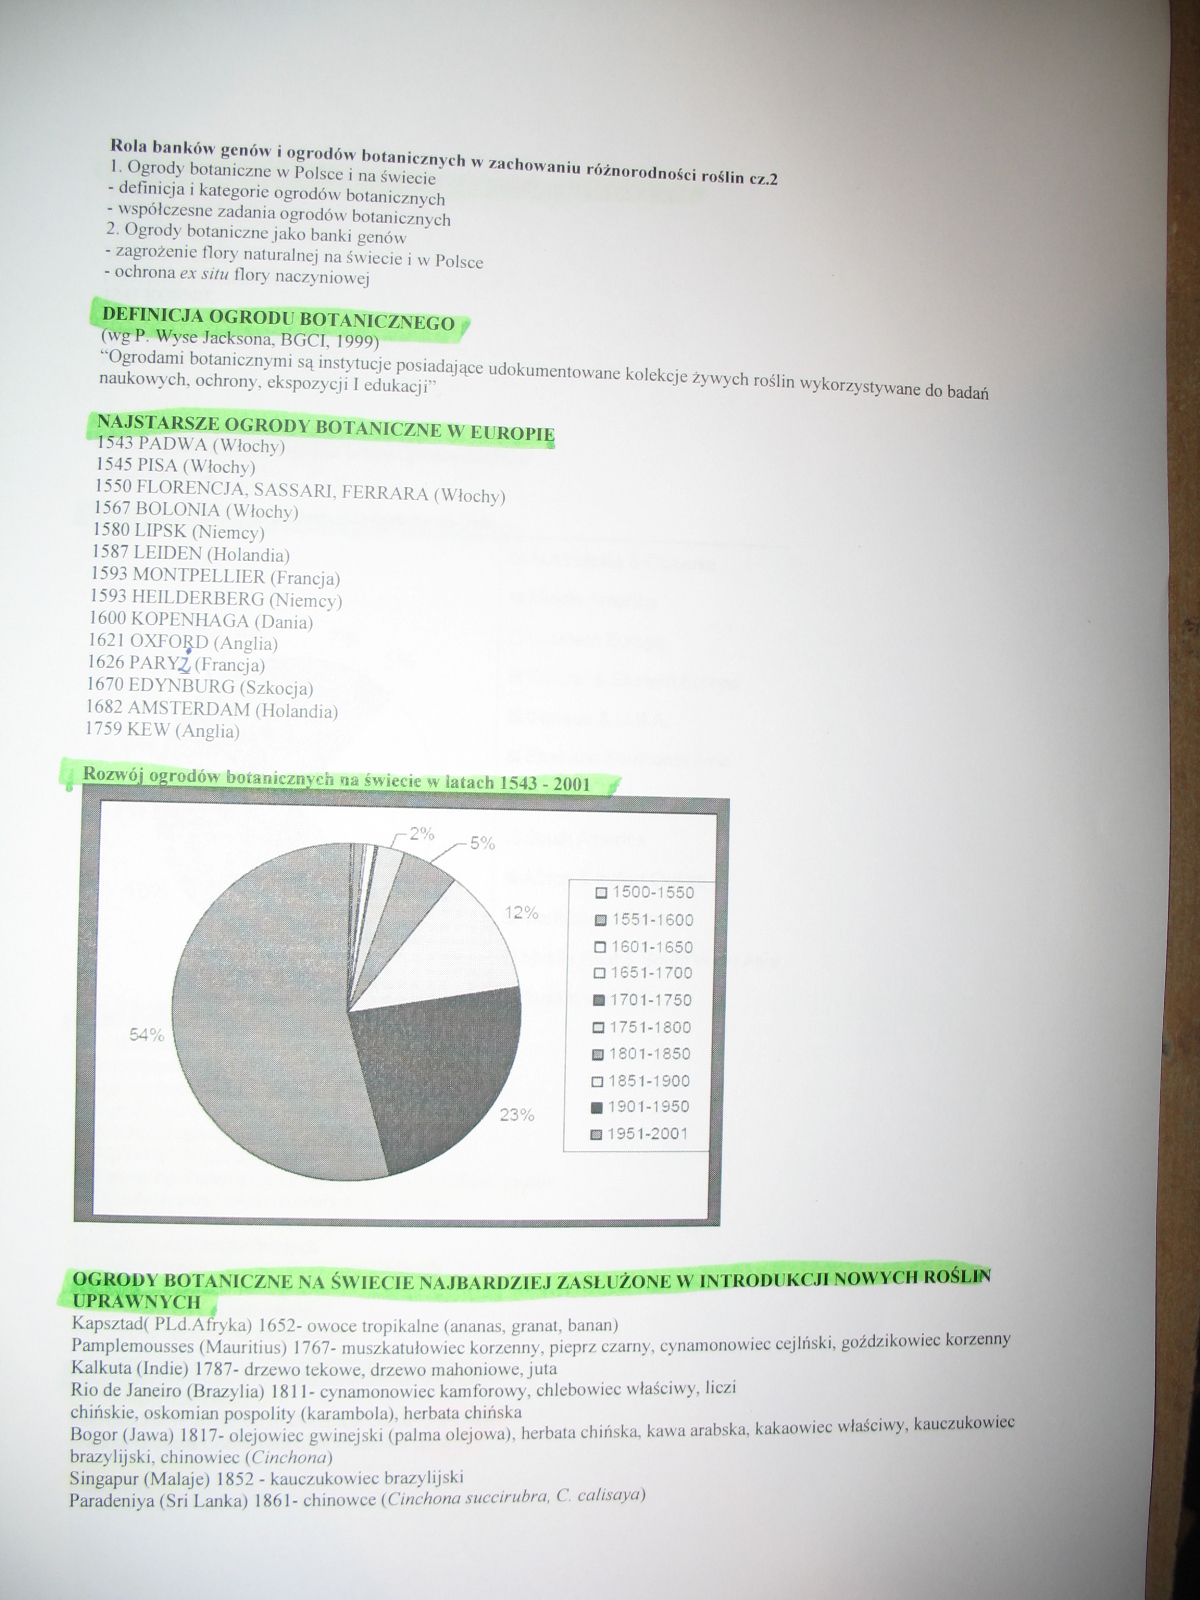 Rola banków genów i ogrodów botanicznych w zachowaniu różnorodności roślin cz.2
1. Ogrody botaniczne w Polsce i na świecie
- definicja i kategorie ogrodów botanicznych
- współczesne zadania ogrodów botanicznych
2. Ogrody botaniczne jako banki genów
- zagrożenie flory naturalnej na świecie i w Polsce
- ochrona ex situ flory naczyniowej
DEFINICJA OGRODU BOTANICZNEGO
(wg P. Wyse Jacksona, BGCI, 1999)
“Ogrodami botanicznymi są instytucje posiadające udokumentowane kolekcje żywych roślin wykorzystywane do badań
naukowych, ochrony, ekspozycji I edukacji”
NAJSTARSZE OGRODY BOTANICZNE W EUROPIE
1543 PADWA (Włochy)
1545 PISA (Włochy)
1550 FLORENCJA, SASSARI, FERRARA (Włochy)
1567 BOLONIA (Włochy)
1580 LIPSK (Niemcy)
1587 LEIDEN (Holandia)
1593 MONTPELLIER (Francja)
1593 HEILDERBERG (Niemcy)
1600 KOPENHAGA (Dania)
1621 OXFORD (Anglia)
1626 PARYŻ (Francja)
1670 EDYNBURG (Szkocja)
1682 AMSTERDAM (Holandia)
1759 KEW (Anglia)
Rozwój ogrodów botanicznych na świecie w latach 1543 - 2001
2%
5%
12%
23%
54%
1500-1550
1551-1600
1601-1650
1651-1700
1701-1750
1751-1800
1801-1850
1851-1900
1901-1950
1951-2001
OGRODY BOTANICZNE NA ŚWIECIE NAJBARDZIEJ ZASŁUŻONE W INTRODUKCJI NOWYCH ROŚLIN
UPRAWNYCH
Kapsztad( PLd.Afryka) 1652- owoce tropikalne (ananas, granat, banan)
Pamplemousses (Mauritius) 1767- muszkatułowiec korzenny, pieprz czarny, cynamonowiec cejlński, goździkowiec korzenny
Kalkuta (Indie) 1787- drzewo tekowe, drzewo mahoniowe, juta
Rio de Janeiro (Brazylia) 1811- cynamonowiec kamforowy, chlebowiec właściwy, liczi
chińskie, oskomian pospolity (karambola), herbata chińska
Bogor (Jawa) 1817- olejowiec gwinejski (palma olejowa), herbata chińska, kawa arabska, kakaowiec właściwy, kauczukowiec
brazylijski, chinowiec (Cinchona)
Singapur (Malaje) 1852 - kauczukowiec brazylijski
Paradeniya (Sri Lanka) 1861- chinowce (Cinchona succirubra, C. calisaya)